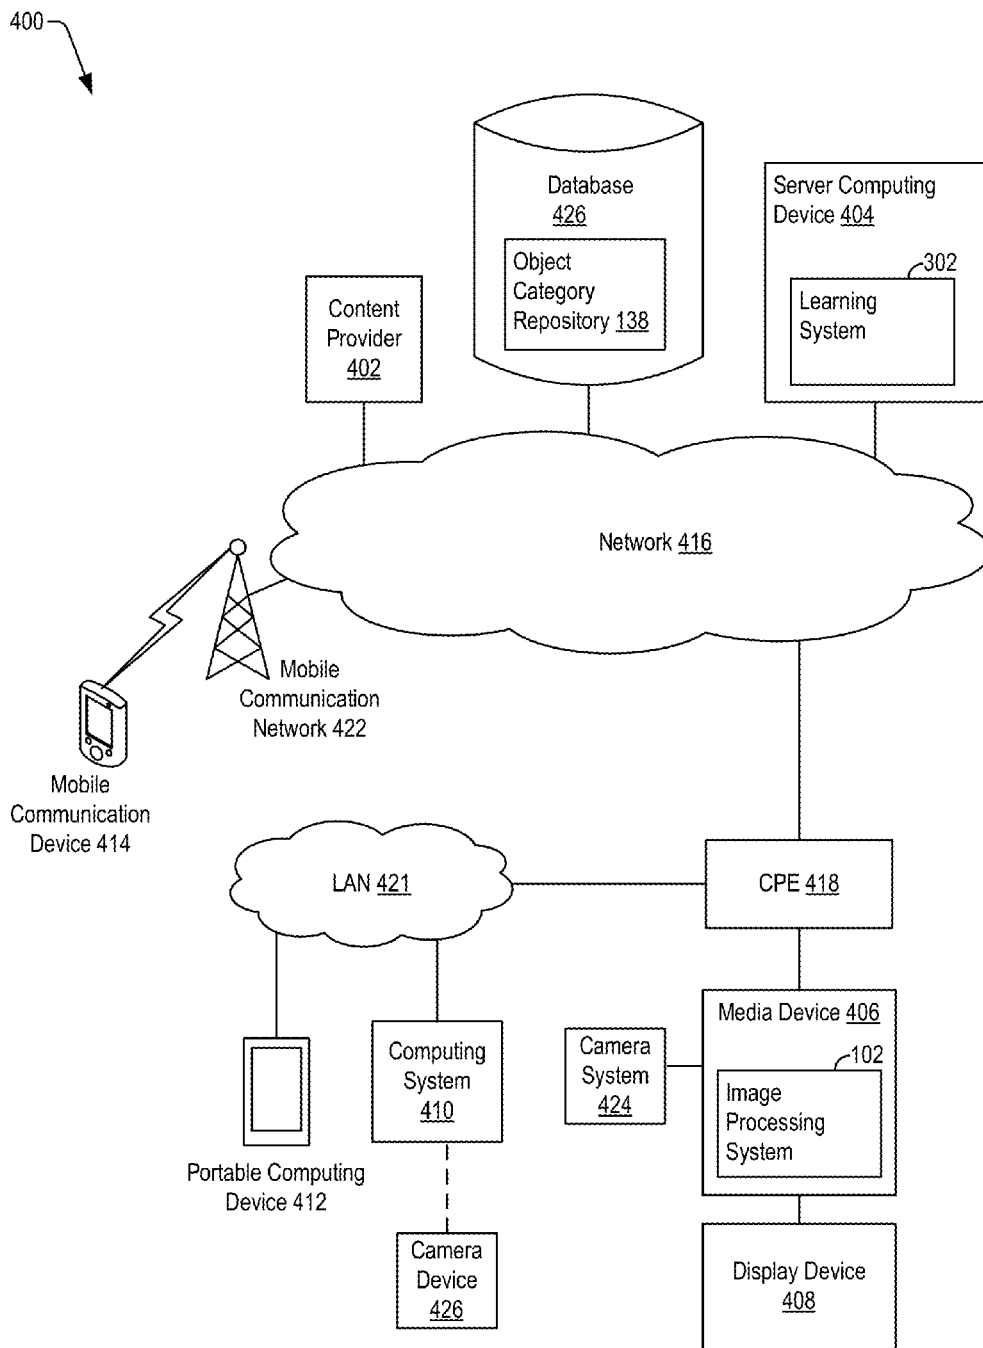 400
Database
426
Object
Category
Repository 138
Server Computing
Device 404
302
Learning
System
Content
Provider
402
Network 416
Mobile
Communication
Network 422
Mobile
Communication
Device 414
LAN 421
CPE 418
Media Device 406
102
Image
Processing
System
Camera
System
424
Computing
System
410
Portable Computing
Device 412
Camera
Device
426
Display Device
408